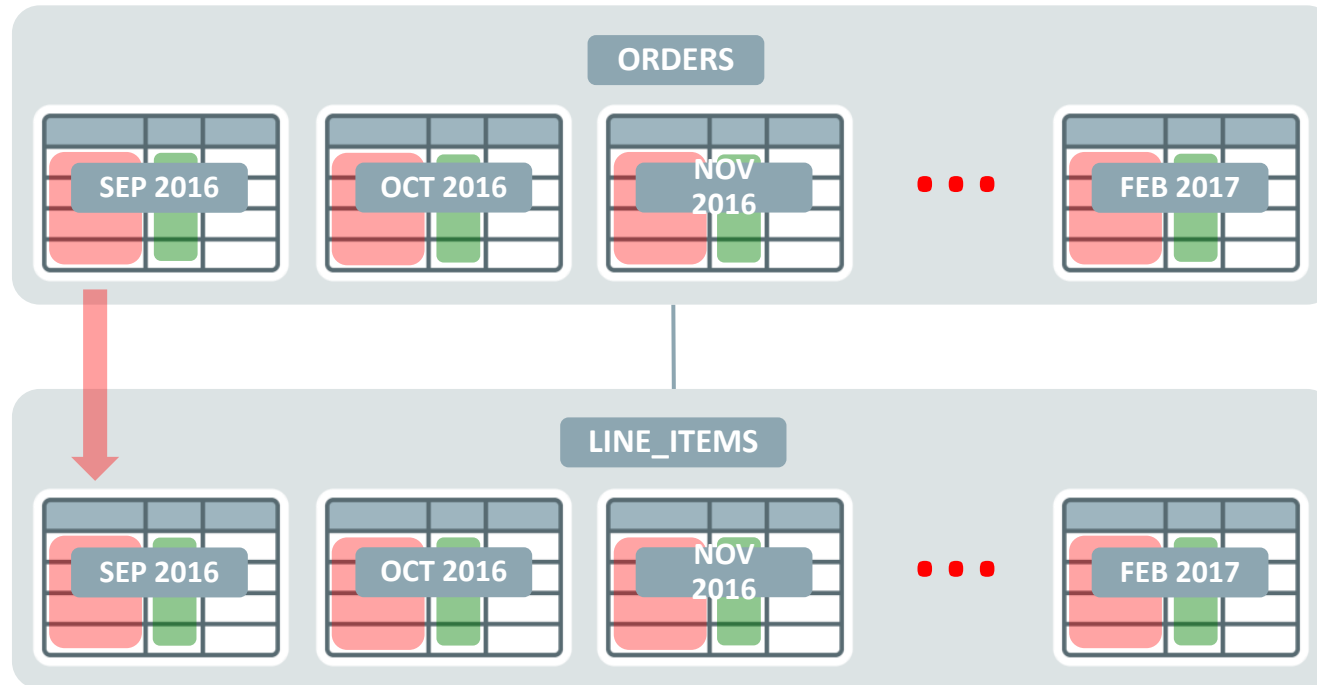 ORDERS
SEP 2016
OCT 2016
NOV
2016
...
FEB 2017
LINE_ITEMS
SEP 2016
OCT 2016
NOV
2016
...
FEB 2017